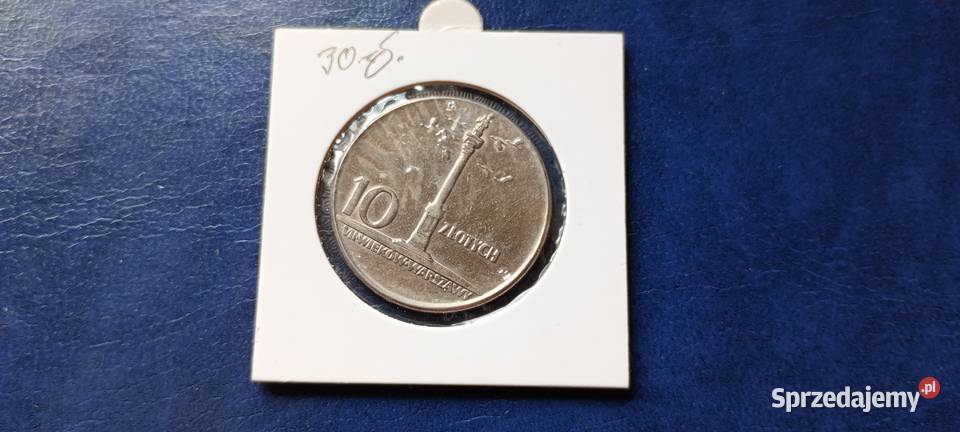 30 zł.
10
ZŁOTYCH
VII WIEKÓW WARSZAWY
Sprzedajemy.pl